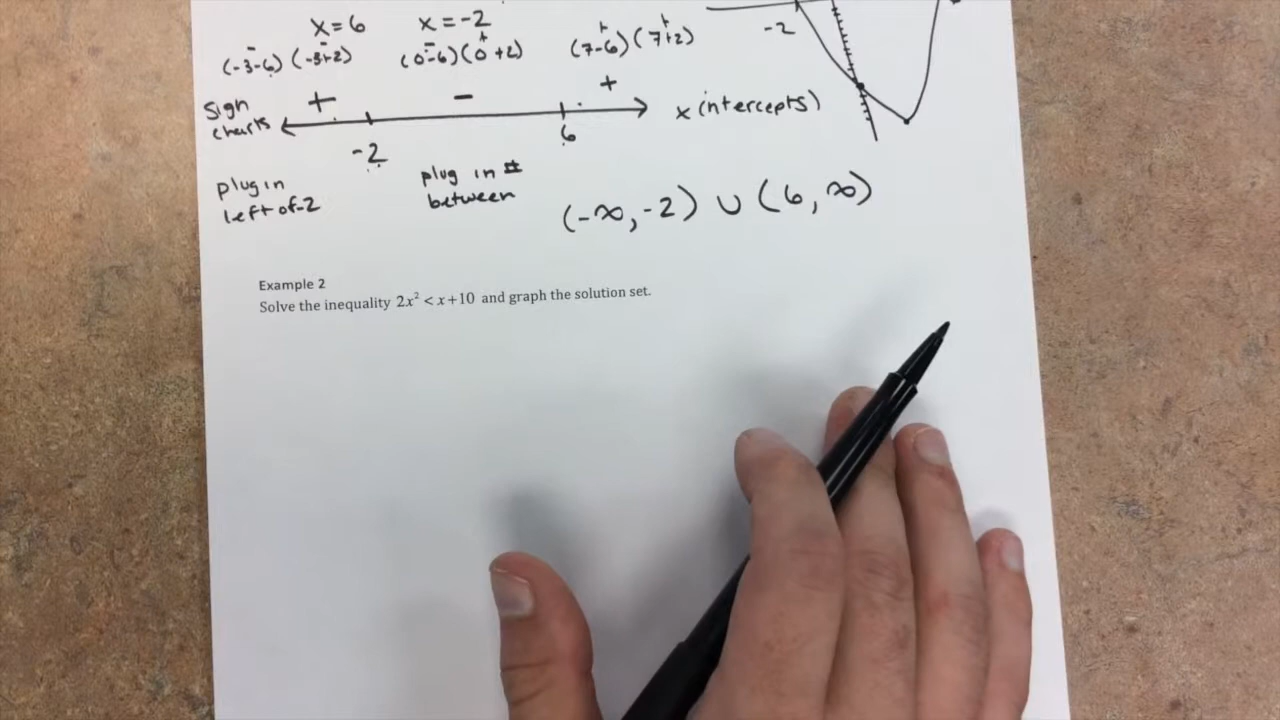 x=6 x=-2
(-3-6)(-3+2) (0-6)(0+2) (7-6)(7+2)
- - - + + +
-2
Sign charts + - + x (intercepts)
-2 6
plug in left of -2
plug in # between
(-∞,-2) ∪ (6,∞)
Example 2
Solve the inequality 2x² < x+10 and graph the solution set.